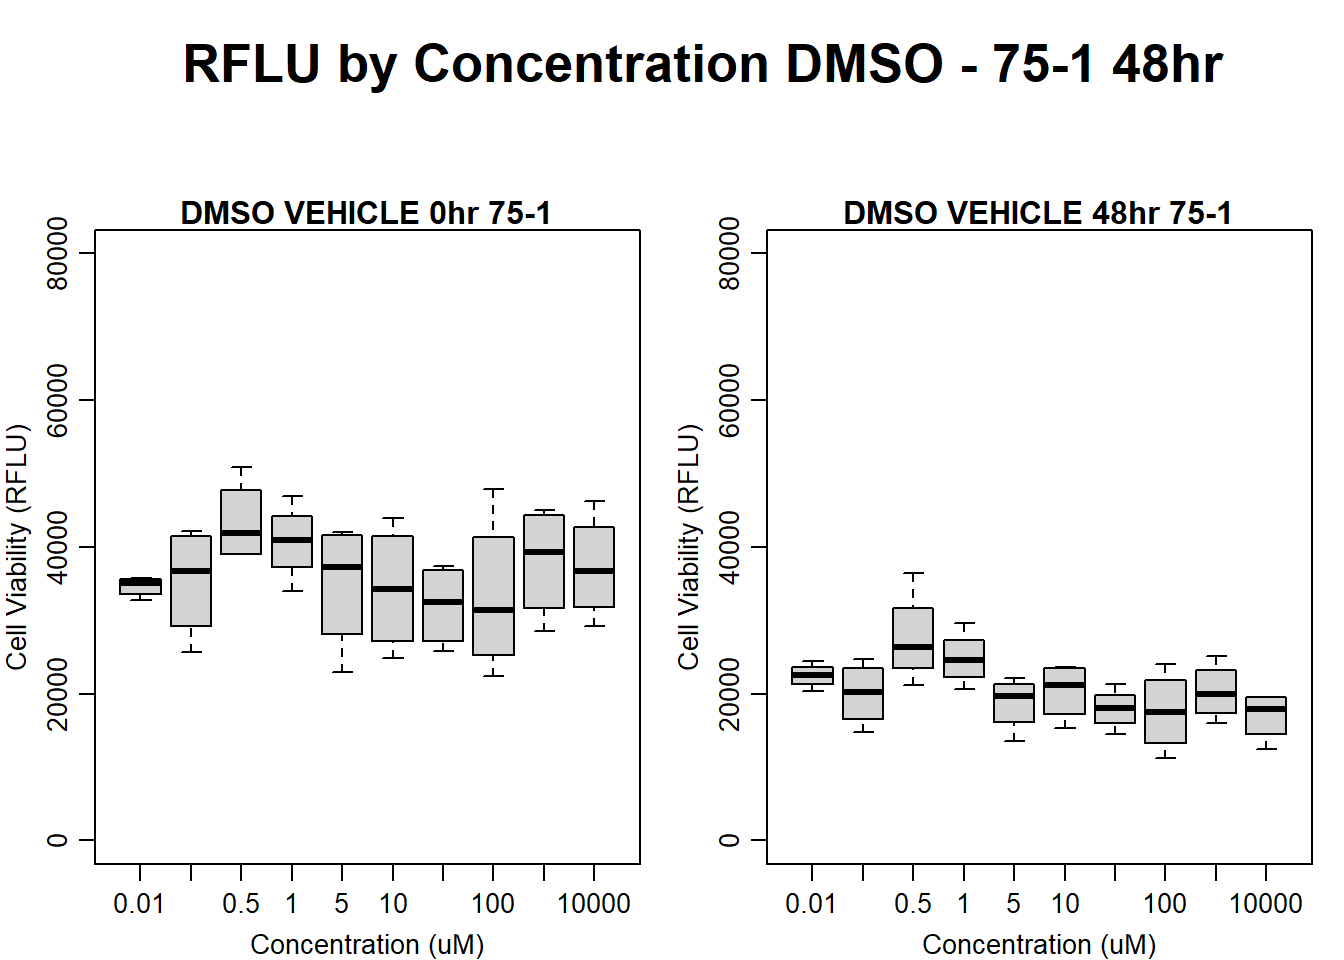 RFLU by Concentration DMSO - 75-1 48hr
DMSO VEHICLE 0hr 75-1
80000
60000
40000
20000
0
Cell Viability (RFLU)
0.01 0.5 1 5 10 100 10000
Concentration (uM)
DMSO VEHICLE 48hr 75-1
80000
60000
40000
20000
0
Cell Viability (RFLU)
0.01 0.5 1 5 10 100 10000
Concentration (uM)